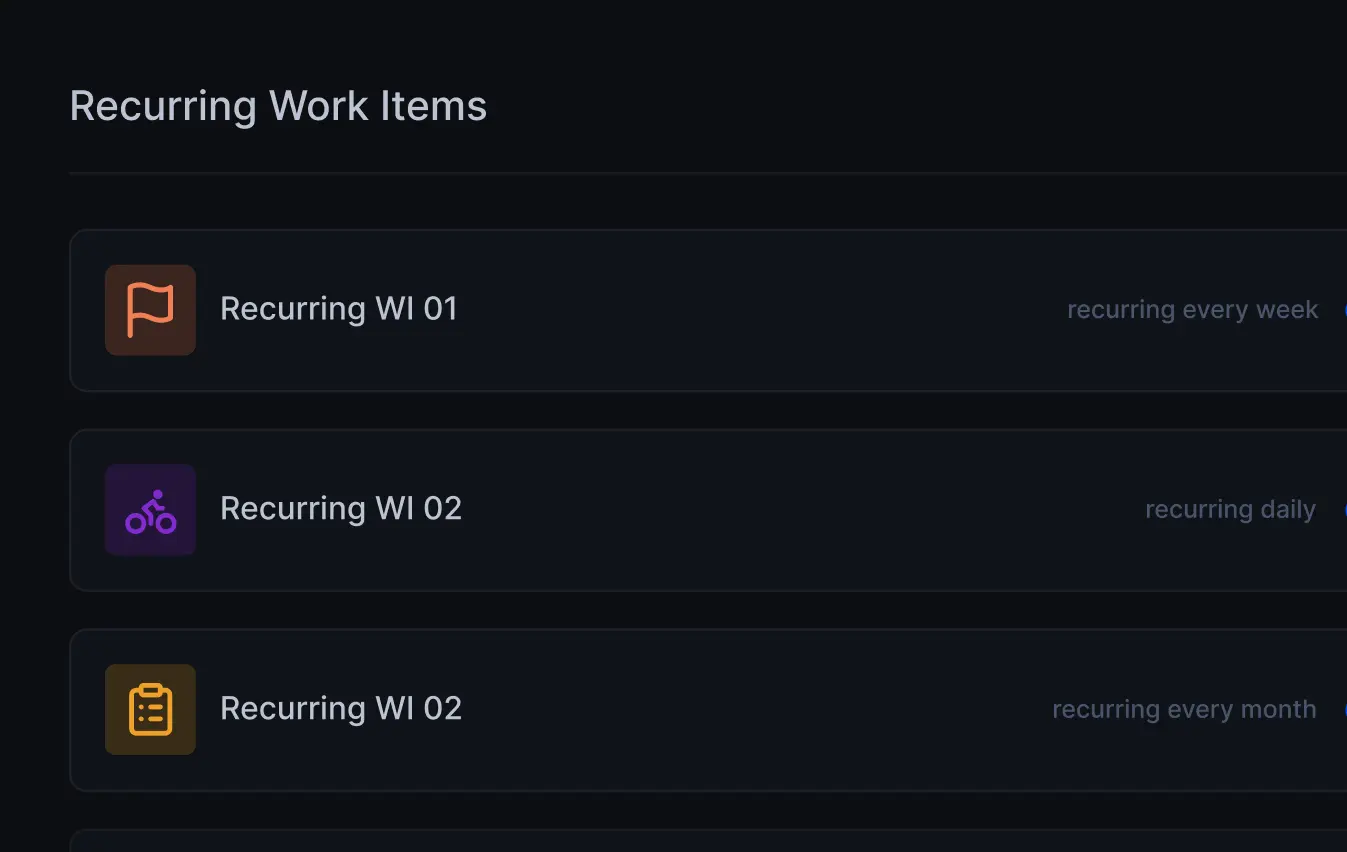 Recurring Work Items
Recurring WI 01
recurring every week
Recurring WI 02
recurring daily
Recurring WI 02
recurring every month